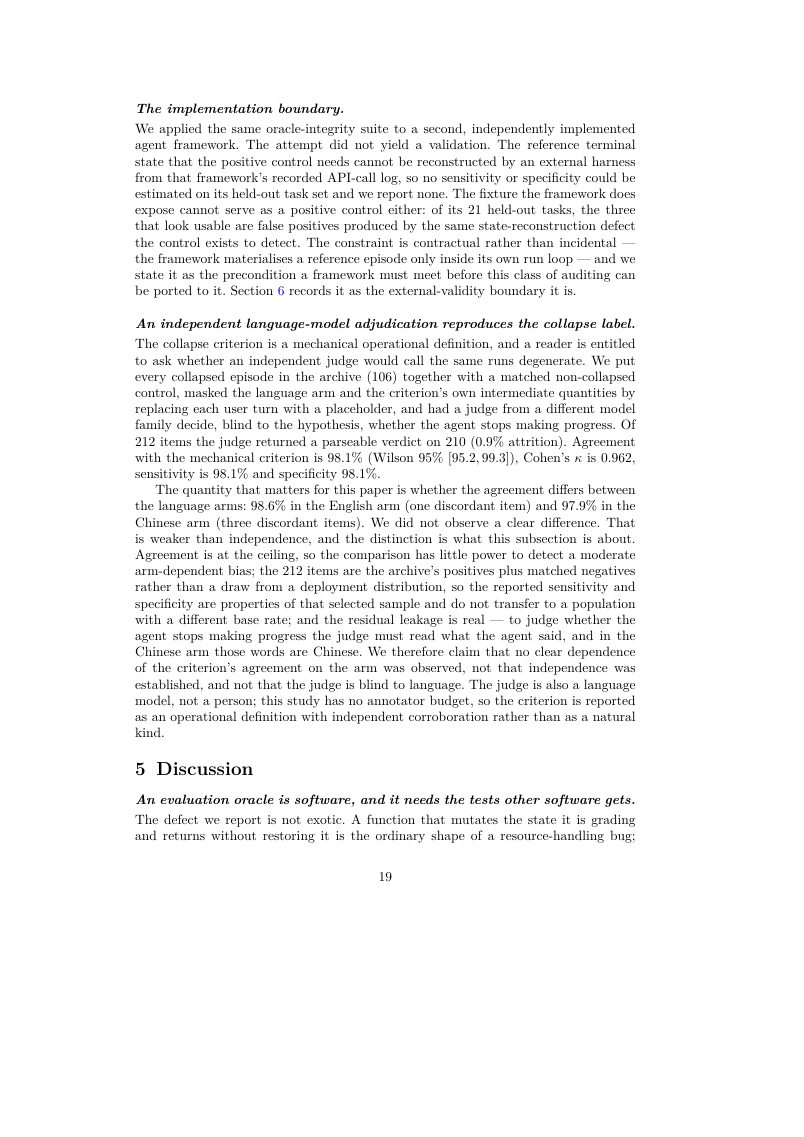 The implementation boundary.
We applied the same oracle-integrity suite to a second, independently implemented
agent framework. The attempt did not yield a validation. The reference terminal
state that the positive control needs cannot be reconstructed by an external harness
from that framework's recorded API-call log, so no sensitivity or specificity could be
estimated on its held-out task set and we report none. The fixture the framework does
expose cannot serve as a positive control either: of its 21 held-out tasks, the three
that look usable are false positives produced by the same state-reconstruction defect
the control exists to detect. The constraint is contractual rather than incidental —
the framework materialises a reference episode only inside its own run loop — and we
state it as the precondition a framework must meet before this class of auditing can
be ported to it. Section 6 records it as the external-validity boundary it is.
An independent language-model adjudication reproduces the collapse label.
The collapse criterion is a mechanical operational definition, and a reader is entitled
to ask whether an independent judge would call the same runs degenerate. We put
every collapsed episode in the archive (106) together with a matched non-collapsed
control, masked the language arm and the criterion's own intermediate quantities by
replacing each user turn with a placeholder, and had a judge from a different model
family decide, blind to the hypothesis, whether the agent stops making progress. Of
212 items the judge returned a parseable verdict on 210 (0.9% attrition). Agreement
with the mechanical criterion is 98.1% (Wilson 95% [95.2, 99.3]), Cohen's κ is 0.962,
sensitivity is 98.1% and specificity 98.1%.
The quantity that matters for this paper is whether the agreement differs between
the language arms: 98.6% in the English arm (one discordant item) and 97.9% in the
Chinese arm (three discordant items). We did not observe a clear difference. That
is weaker than independence, and the distinction is what this subsection is about.
Agreement is at the ceiling, so the comparison has little power to detect a moderate
arm-dependent bias; the 212 items are the archive's positives plus matched negatives
rather than a draw from a deployment distribution, so the reported sensitivity and
specificity are properties of that selected sample and do not transfer to a population
with a different base rate; and the residual leakage is real — to judge whether the
agent stops making progress the judge must read what the agent said, and in the
Chinese arm those words are Chinese. We therefore claim that no clear dependence
of the criterion's agreement on the arm was observed, not that independence was
established, and not that the judge is blind to language. The judge is also a language
model, not a person; this study has no annotator budget, so the criterion is reported
as an operational definition with independent corroboration rather than as a natural
kind.
5 Discussion
An evaluation oracle is software, and it needs the tests other software gets.
The defect we report is not exotic. A function that mutates the state it is grading
and returns without restoring it is the ordinary shape of a resource-handling bug;
19